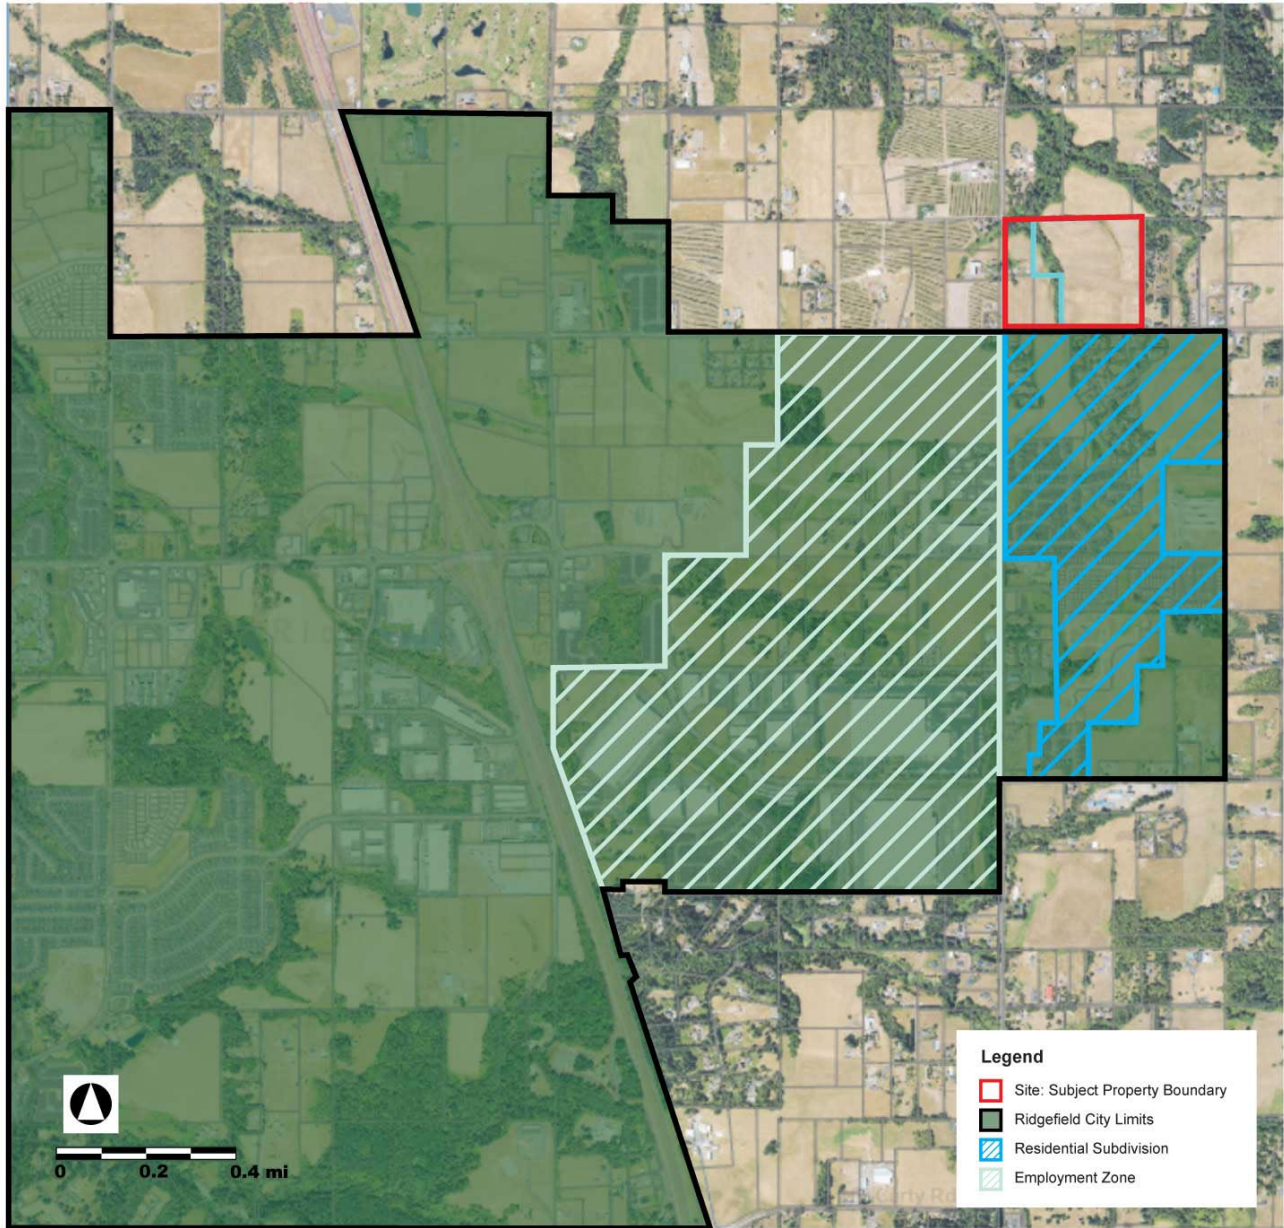 0 0.2 0.4 mi
Legend
Site: Subject Property Boundary
Ridgefield City Limits
Residential Subdivision
Employment Zone